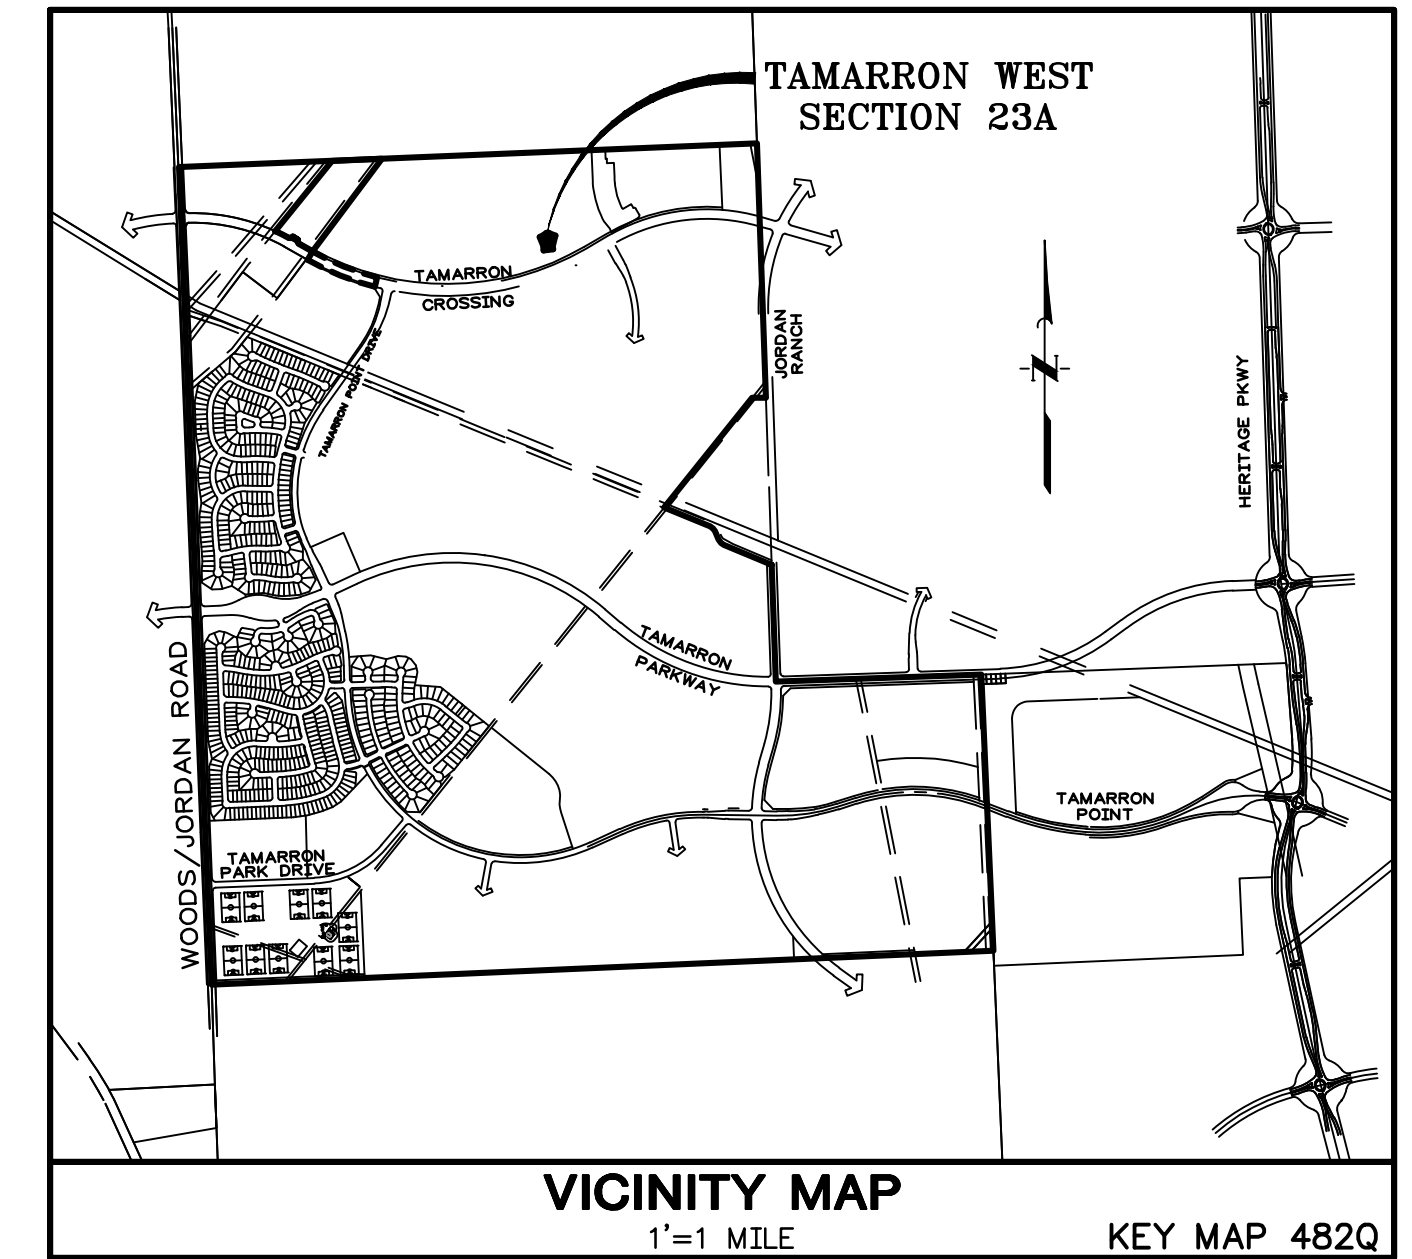 TAMARRON WEST
SECTION 23A
TAMARRON
CROSSING
TAMARRON POINT DRIVE
JORDAN
RANCH
HERITAGE PKWY
N
TAMARRON
PARKWAY
WOODS/JORDAN ROAD
TAMARRON
POINT
TAMARRON
PARK DRIVE
VICINITY MAP
1'=1 MILE
KEY MAP 482Q